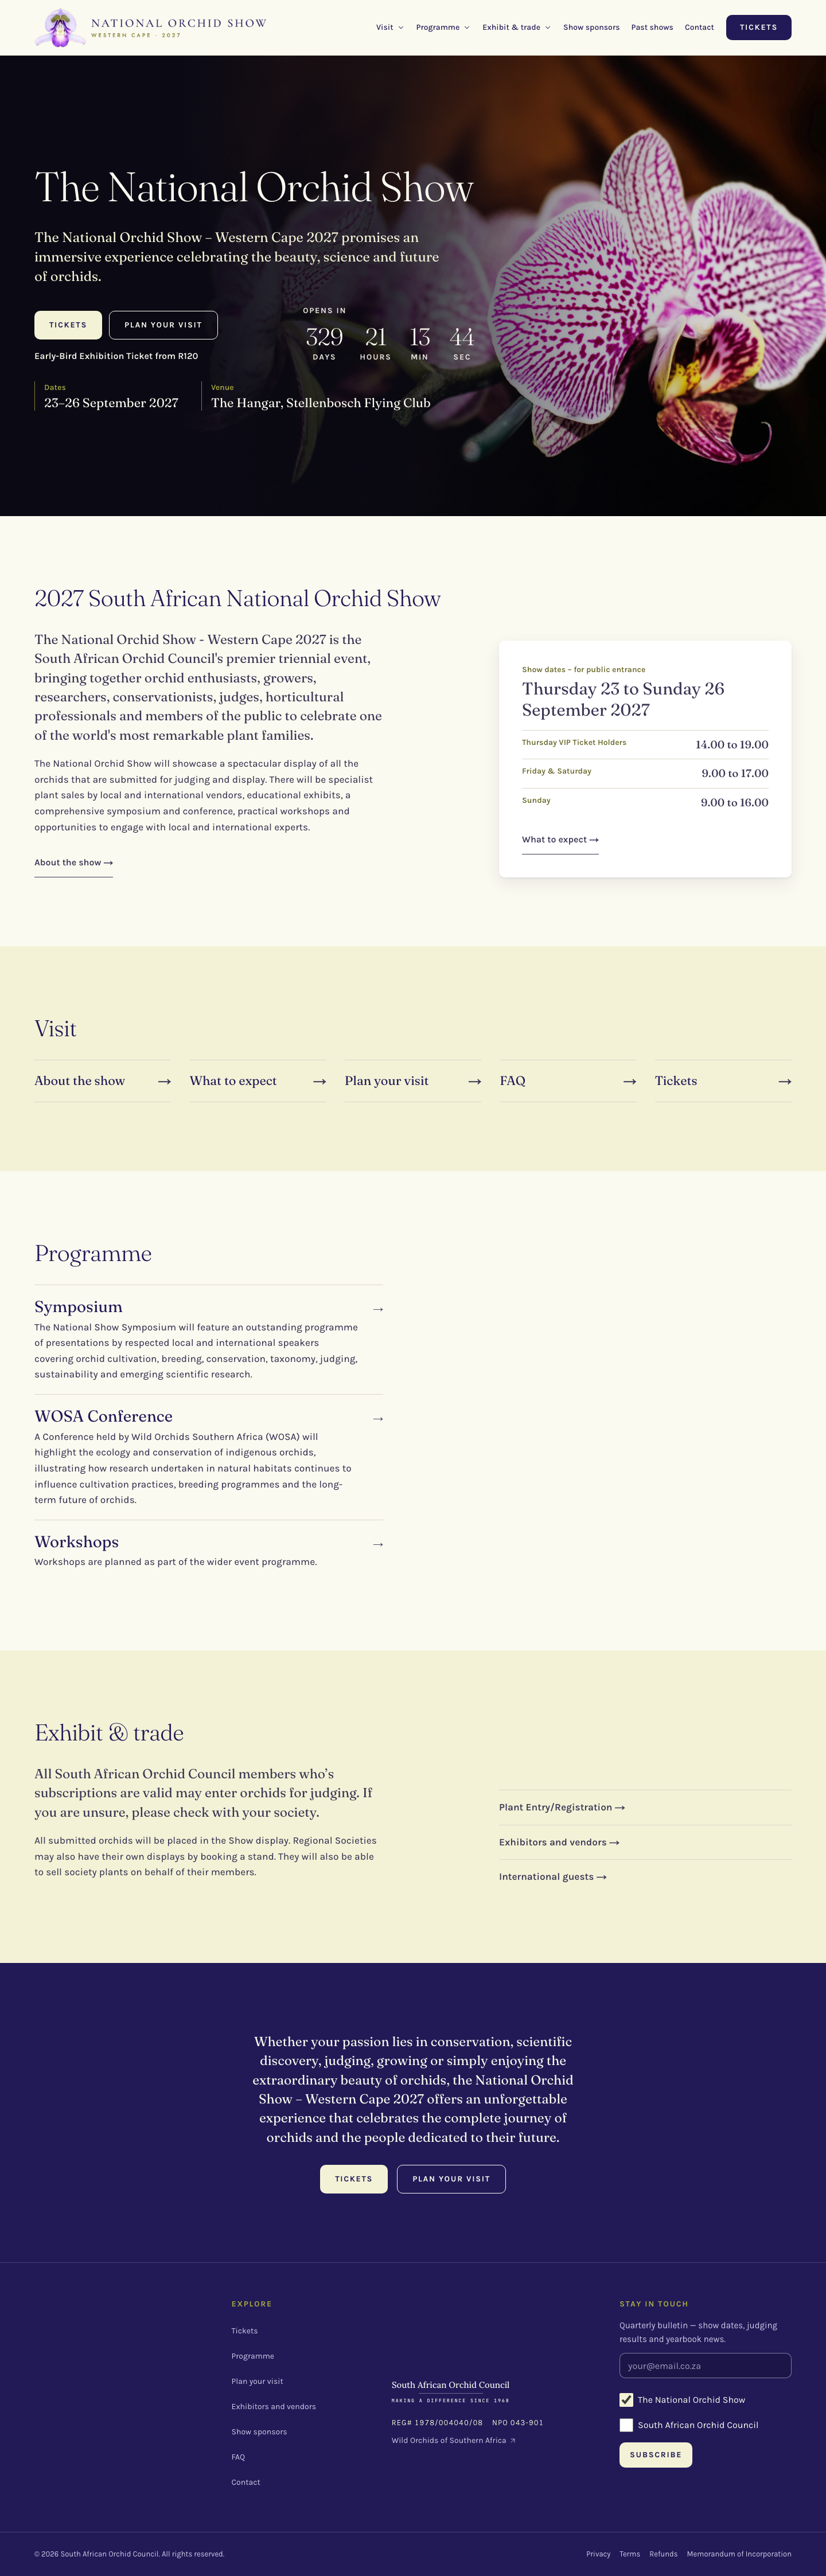 NATIONAL ORCHID SHOW
WESTERN CAPE · 2027
Visit
Programme
Exhibit & trade
Show sponsors
Past shows
Contact
TICKETS
The National Orchid Show
The National Orchid Show – Western Cape 2027 promises an
immersive experience celebrating the beauty, science and future
of orchids.
TICKETS
PLAN YOUR VISIT
Early-Bird Exhibition Ticket from R120
OPENS IN
329 21 13 44
DAYS HOURS MIN SEC
Dates
23–26 September 2027
Venue
The Hangar, Stellenbosch Flying Club
2027 South African National Orchid Show
The National Orchid Show - Western Cape 2027 is the
South African Orchid Council's premier triennial event,
bringing together orchid enthusiasts, growers,
researchers, conservationists, judges, horticultural
professionals and members of the public to celebrate one
of the world's most remarkable plant families.
The National Orchid Show will showcase a spectacular display of all the
orchids that are submitted for judging and display. There will be specialist
plant sales by local and international vendors, educational exhibits, a
comprehensive symposium and conference, practical workshops and
opportunities to engage with local and international experts.
About the show →
Show dates – for public entrance
Thursday 23 to Sunday 26
September 2027
Thursday VIP Ticket Holders 14.00 to 19.00
Friday & Saturday 9.00 to 17.00
Sunday 9.00 to 16.00
What to expect →
Visit
About the show →
What to expect →
Plan your visit →
FAQ →
Tickets →
Programme
Symposium →
The National Show Symposium will feature an outstanding programme
of presentations by respected local and international speakers
covering orchid cultivation, breeding, conservation, taxonomy, judging,
sustainability and emerging scientific research.
WOSA Conference →
A Conference held by Wild Orchids Southern Africa (WOSA) will
highlight the ecology and conservation of indigenous orchids,
illustrating how research undertaken in natural habitats continues to
influence cultivation practices, breeding programmes and the long-
term future of orchids.
Workshops →
Workshops are planned as part of the wider event programme.
Exhibit & trade
All South African Orchid Council members who’s
subscriptions are valid may enter orchids for judging. If
you are unsure, please check with your society.
All submitted orchids will be placed in the Show display. Regional Societies
may also have their own displays by booking a stand. They will also be able
to sell society plants on behalf of their members.
Plant Entry/Registration →
Exhibitors and vendors →
International guests →
Whether your passion lies in conservation, scientific
discovery, judging, growing or simply enjoying the
extraordinary beauty of orchids, the National Orchid
Show – Western Cape 2027 offers an unforgettable
experience that celebrates the complete journey of
orchids and the people dedicated to their future.
TICKETS
PLAN YOUR VISIT
EXPLORE
Tickets
Programme
Plan your visit
Exhibitors and vendors
Show sponsors
FAQ
Contact
South African Orchid Council
MAKING A DIFFERENCE SINCE 1968
REG# 1978/004040/08 NPO 043-901
Wild Orchids of Southern Africa ↗
STAY IN TOUCH
Quarterly bulletin — show dates, judging
results and yearbook news.
your@email.co.za
The National Orchid Show
South African Orchid Council
SUBSCRIBE
© 2026 South African Orchid Council. All rights reserved.
Privacy
Terms
Refunds
Memorandum of Incorporation